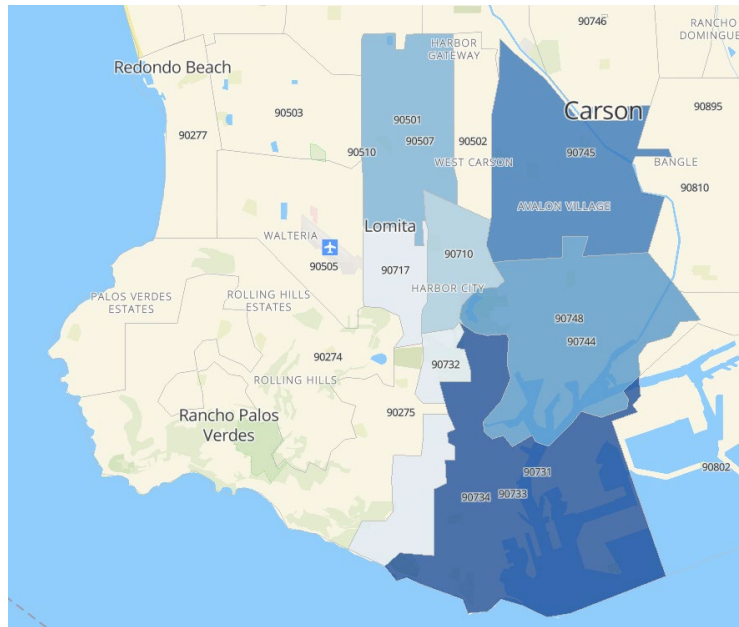 90746
RANCHO
DOMINGUE
HARBOR
GATEWAY
Redondo Beach
90895
Carson
90503
90501
90277
90507
90502
90510
90745
WEST CARSON
BANGLE
90810
AVALON VILLAGE
Lomita
WALTERIA
90710
90505
90717
HARBOR CITY
PALOS VERDES
ESTATES
ROLLING HILLS
ESTATES
90748
90744
90274
90732
ROLLING HILLS
Rancho Palos
Verdes
90275
90802
90731
90734
90733